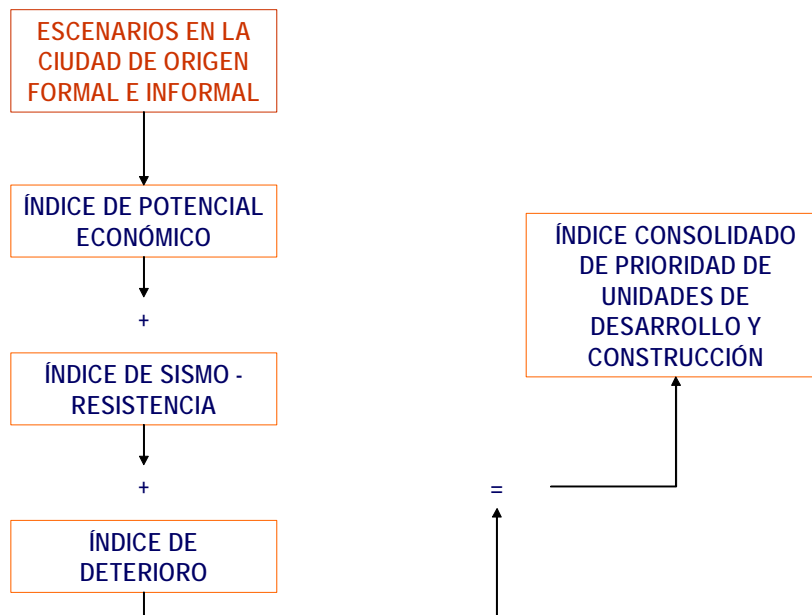 ESCENARIOS EN LA
CIUDAD DE ORIGEN
FORMAL E INFORMAL
ÍNDICE DE POTENCIAL
ECONÓMICO
+
ÍNDICE DE SISMO -
RESISTENCIA
+
ÍNDICE DE
DETERIORO
=
ÍNDICE CONSOLIDADO
DE PRIORIDAD DE
UNIDADES DE
DESARROLLO Y
CONSTRUCCIÓN